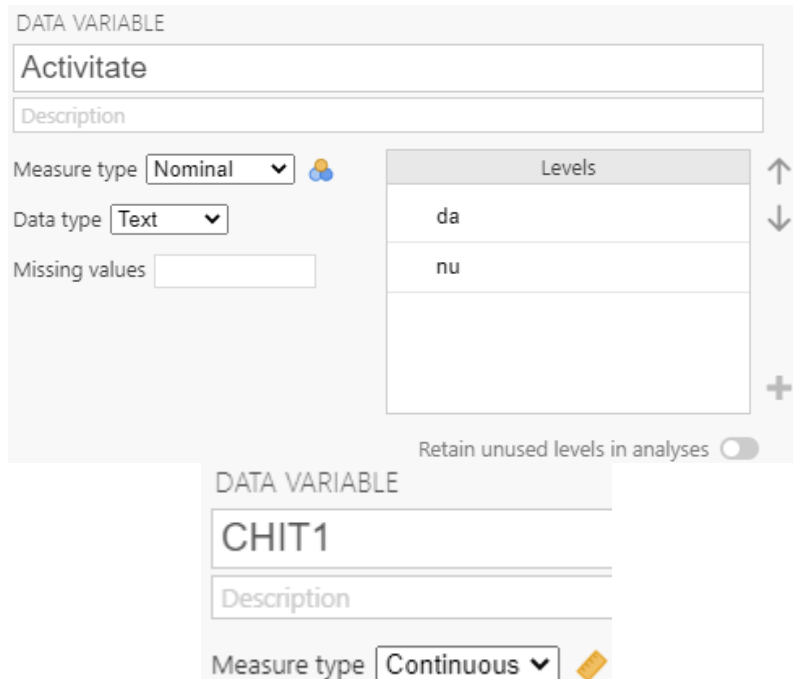 DATA VARIABLE
Activitate
Description
Measure type Nominal
Levels
Data type Text
da
Missing values
nu
Retain unused levels in analyses
DATA VARIABLE
CHIT1
Description
Measure type Continuous